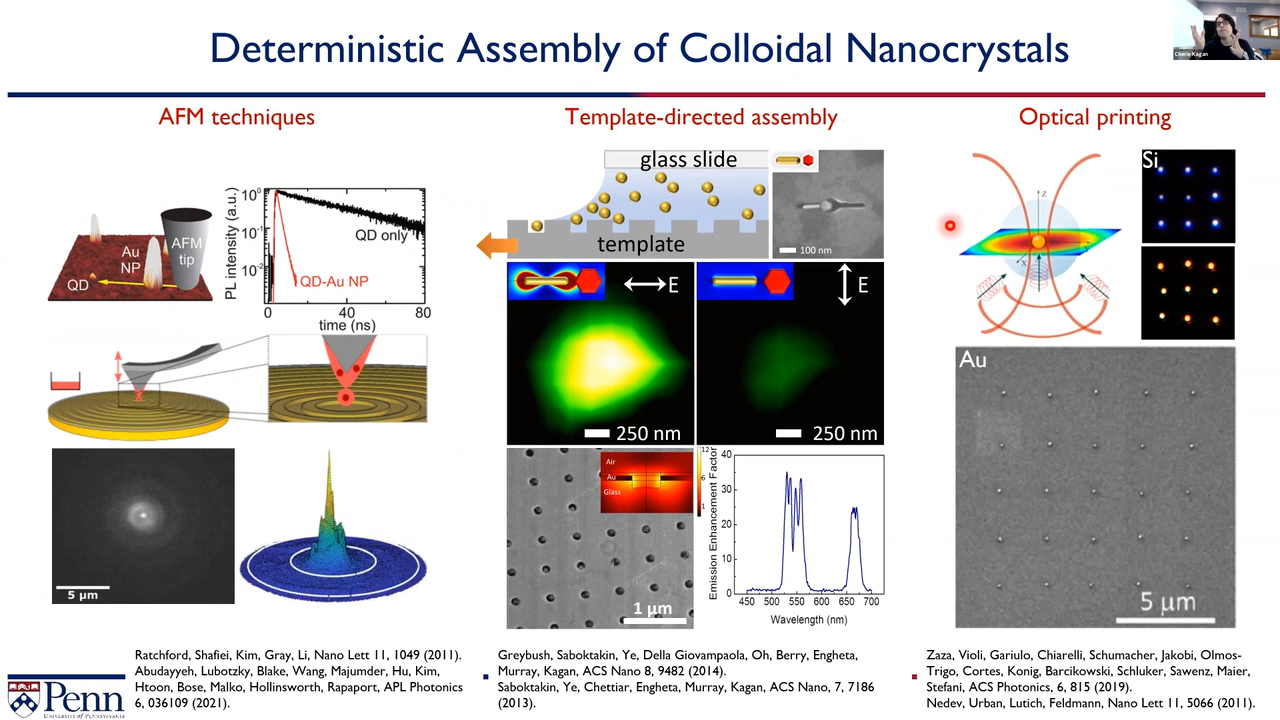 Deterministic Assembly of Colloidal Nanocrystals
Cherie Kagan
AFM techniques
Au
NP
AFM
tip
QD
PL intensity (a.u.)
10⁰
10⁻¹
10⁻²
QD only
QD-Au NP
0
40
80
time (ns)
5 µm
Template-directed assembly
glass slide
template
100 nm
E
E
250 nm
250 nm
Air
Au
Glass
12
6
1
1 µm
Emission Enhancement Factor
40
30
20
10
0
450 500 550 600 650 700
Wavelength (nm)
Optical printing
Z
Si
Au
5 µm
Ratchford, Shafiei, Kim, Gray, Li, Nano Lett 11, 1049 (2011).
Abudayyeh, Lubotzky, Blake, Wang, Majumder, Hu, Kim,
Htoon, Bose, Malko, Hollinsworth, Rapaport, APL Photonics
6, 036109 (2021).
Greybush, Saboktakin, Ye, Della Giovampaola, Oh, Berry, Engheta,
Murray, Kagan, ACS Nano 8, 9482 (2014).
Saboktakin, Ye, Chettiar, Engheta, Murray, Kagan, ACS Nano, 7, 7186
(2013).
Zaza, Violi, Gariulo, Chiarelli, Schumacher, Jakobi, Olmos-
Trigo, Cortes, Konig, Barcikowski, Schluker, Sawenz, Maier,
Stefani, ACS Photonics, 6, 815 (2019).
Nedev, Urban, Lutich, Feldmann, Nano Lett 11, 5066 (2011).
Penn
UNIVERSITY OF PENNSYLVANIA